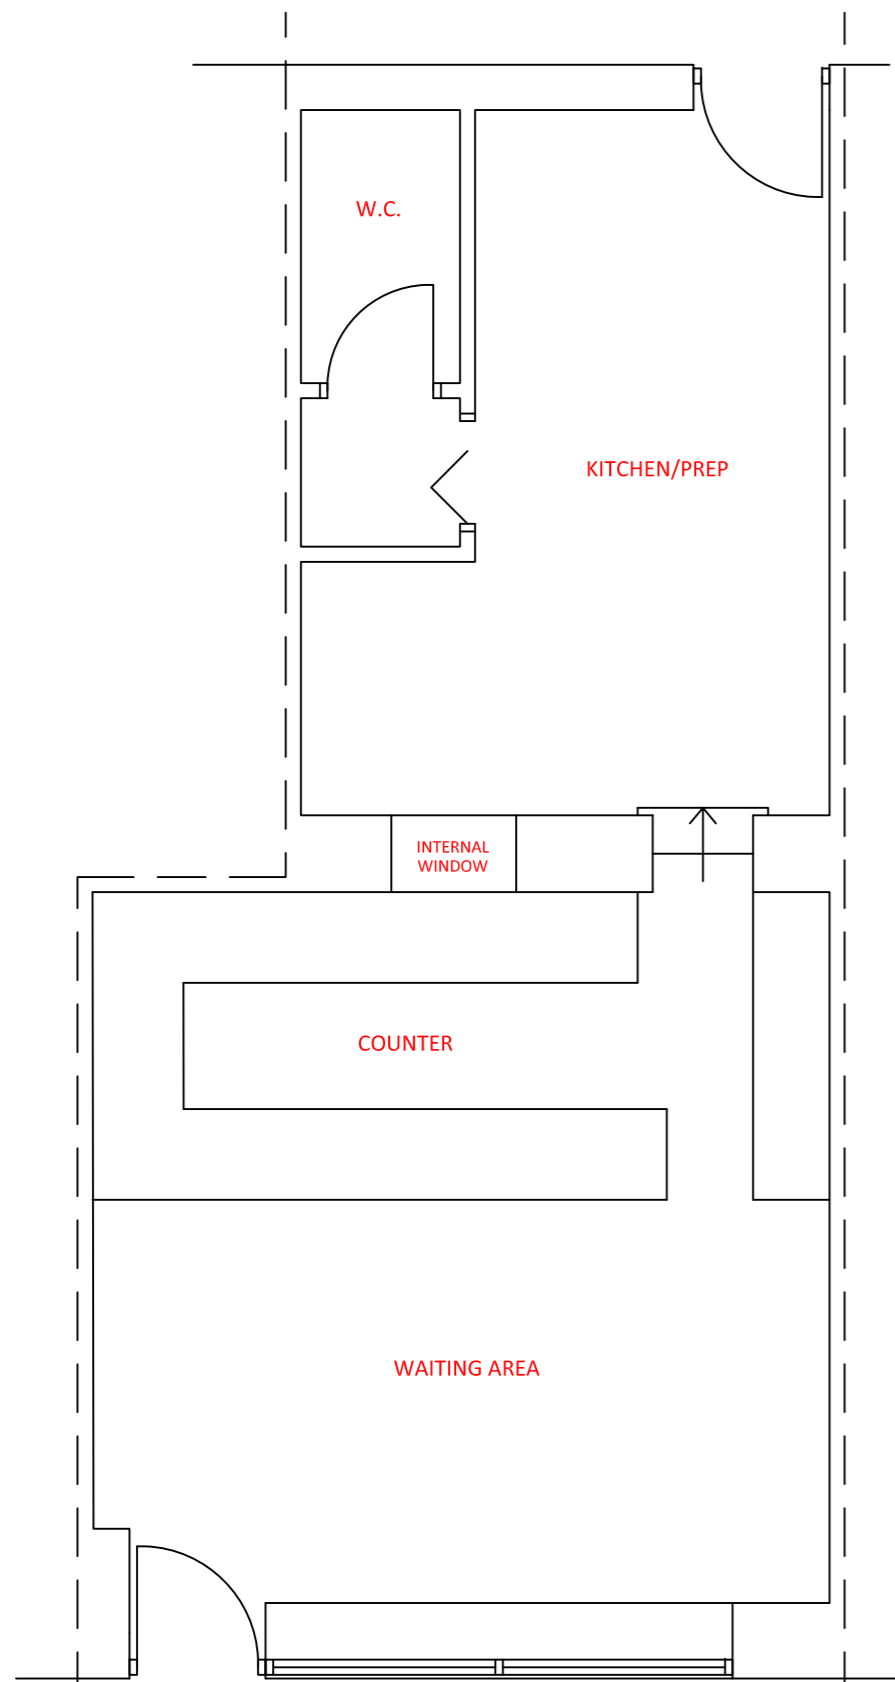 W.C.
KITCHEN/PREP
INTERNAL
WINDOW
COUNTER
WAITING AREA